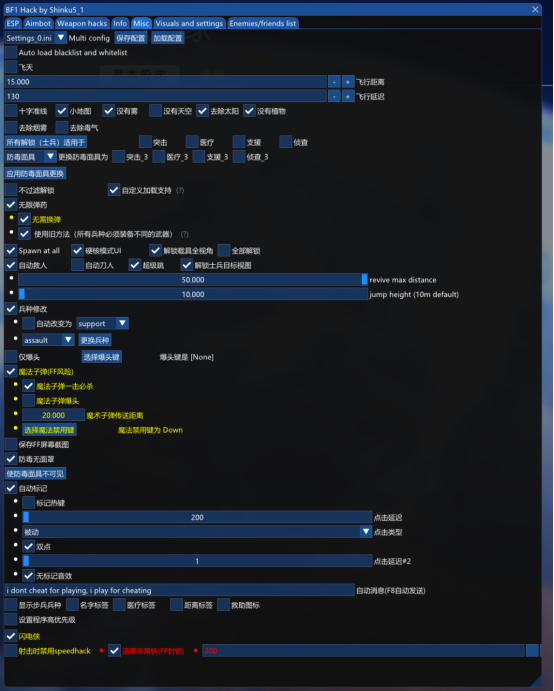 BF1 Hack by Shinku5_1
ESP Aimbot Weapon hacks Info Misc Visuals and settings Enemies/friends list
Settings_0.ini Multi config 保存配置 加载配置
Auto load blacklist and whitelist
飞天
15.000 - + 飞行距离
130 - + 飞行延迟
十字准线 小地图 没有雾 没有天空 去除太阳 没有植物
去除烟雾 去除毒气
所有解锁（士兵）适用于 突击 医疗 支援 侦查
防毒面具 更换防毒面具为 突击_3 医疗_3 支援_3 侦查_3
应用防毒面具更换
不过滤解锁 自定义加载支持 (?)
无限弹药
无需换弹
使用旧方法（所有兵种必须装备不同的武器） (?)
Spawn at all 硬核模式UI 解锁载具全视角 全部解锁
自动救人 自动刀人 超级跳 解锁士兵目标视图
50.000 revive max distance
10.000 jump height (10m default)
兵种修改
自动改变为 support
assault 更换兵种
仅爆头 选择爆头键 爆头键是 [None]
魔法子弹(FF风险)
魔法子弹一击必杀
魔法子弹爆头
20.000 魔术子弹传送距离
选择魔法禁用键 魔法禁用键为 Down
保存FF屏幕截图
防毒无面罩
使防毒面具不可见
自动标记
标记热键
200 点击延迟
被动 点击类型
双点
1 点击延迟#2
无标记音效
i dont cheat for playing, i play for cheating 自动消息(F8自动发送)
显示步兵兵种 名字标签 医疗标签 距离标签 救助图标
设置程序高优先级
闪电侠
射击时禁用speedhack 速度非常快(FF封锁) 200